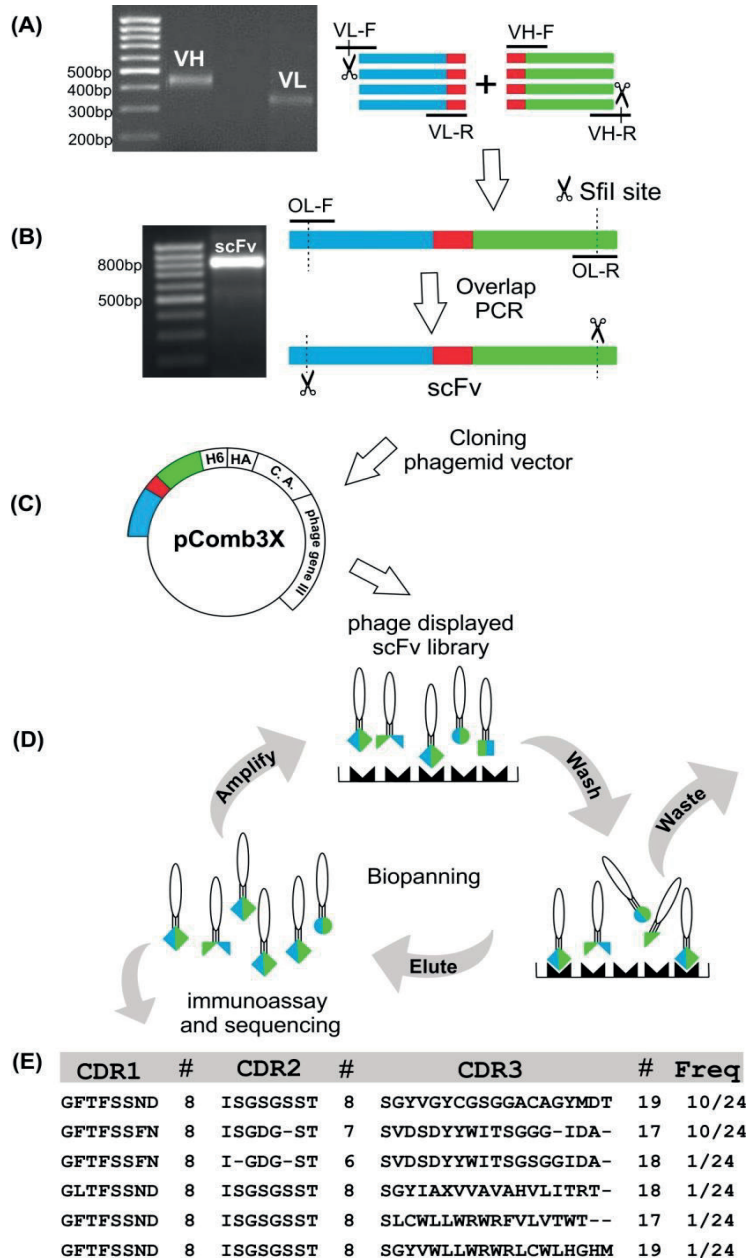 (A)
VH
VL
500bp
400bp
300bp
200bp
VL-F
VH-F
+
VL-R
VH-R
SfiI site
(B)
scFv
800bp
500bp
OL-F
OL-R
Overlap
PCR
scFv
Cloning
phagemid vector
(C)
H6
HA
C. A.
phage gene III
pComb3X
phage displayed
scFv library
(D)
Amplify
Wash
Waste
Biopanning
Elute
immunoassay
and sequencing
(E)
CDR1 # CDR2 # CDR3 # Freq
GFTFSSND 8 ISGSGSST 8 SGYVGYCGSGGACAGYMDT 19 10/24
GFTFSSFN 8 ISGDG-ST 7 SVDSDYYWITSGGG-IDA- 17 10/24
GFTFSSFN 8 I-GDG-ST 6 SVDSDYYWITSGSGGIDA- 18 1/24
GLTFSSND 8 ISGSGSST 8 SGYIAXVVAVAHVLITRT- 18 1/24
GFTFSSND 8 ISGSGSST 8 SLCWLLWRWRFVLVTWT-- 17 1/24
GFTFSSND 8 ISGSGSST 8 SGYVWLLWRWRLCWLHGHM 19 1/24